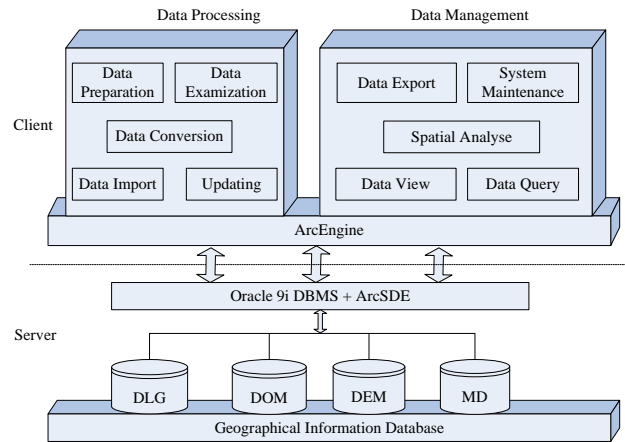 Data Processing
Data Management
Client
Data
Preparation
Data
Examization
Data Conversion
Data Import
Updating
Data Export
System
Maintenance
Spatial Analyse
Data View
Data Query
ArcEngine
Oracle 9i DBMS + ArcSDE
Server
DLG
DOM
DEM
MD
Geographical Information Database